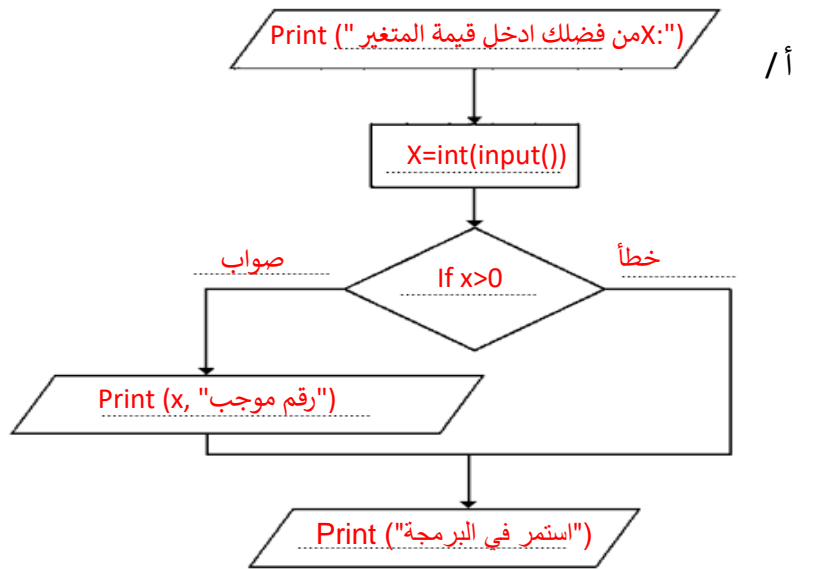 أ /
Print ("من فضلك ادخل قيمة المتغير X:")
X=int(input())
صواب
If x>0
خطأ
Print (x, "رقم موجب")
Print ("استمر في البرمجة")